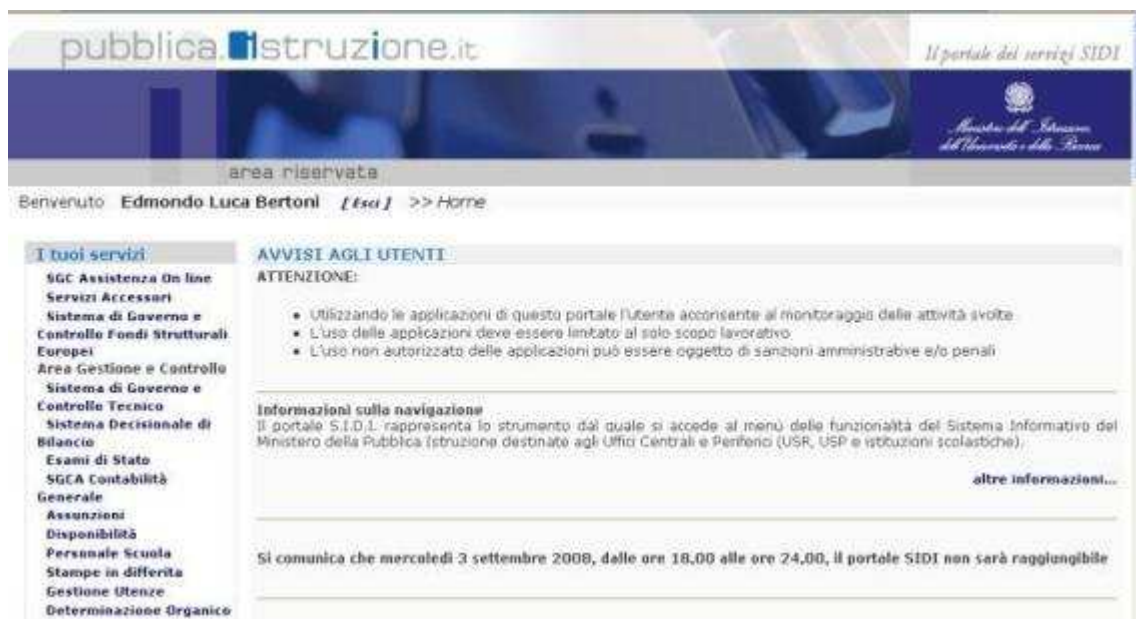 pubblica.istruzione.it
Il portale dei servizi SIDI
Ministero dell'Istruzione
dell'Università e della Ricerca
area riservata
Benvenuto Edmondo Luca Bertoni [ Esci ] >> Home
I tuoi servizi
SGC Assistenza On line
Servizi Accessori
Sistema di Governo e
Controllo Fondi Strutturali
Europei
Area Gestione e Controllo
Sistema di Governo e
Controllo Tecnico
Sistema Decisionale di
Bilancio
Esami di Stato
SGCA Contabilità
Generale
Assunzioni
Disponibilità
Personale Scuola
Stampe in differita
Gestione Utenze
Determinazione Organico
AVVISI AGLI UTENTI
ATTENZIONE:
• Utilizzando le applicazioni di questo portale l'utente acconsente al monitoraggio delle attività svolte
• L'uso delle applicazioni deve essere limitato al solo scopo lavorativo
• L'uso non autorizzato delle applicazioni può essere oggetto di sanzioni amministrative e/o penali
Informazioni sulla navigazione
Il portale S.I.D.I. rappresenta lo strumento dal quale si accede al menù delle funzionalità del Sistema Informativo del
Ministero della Pubblica Istruzione destinate agli Uffici Centrali e Periferici (USR, USP e istituzioni scolastiche).
altre informazioni...
Si comunica che mercoledì 3 settembre 2008, dalle ore 18,00 alle ore 24,00, il portale SIDI non sarà raggiungibile